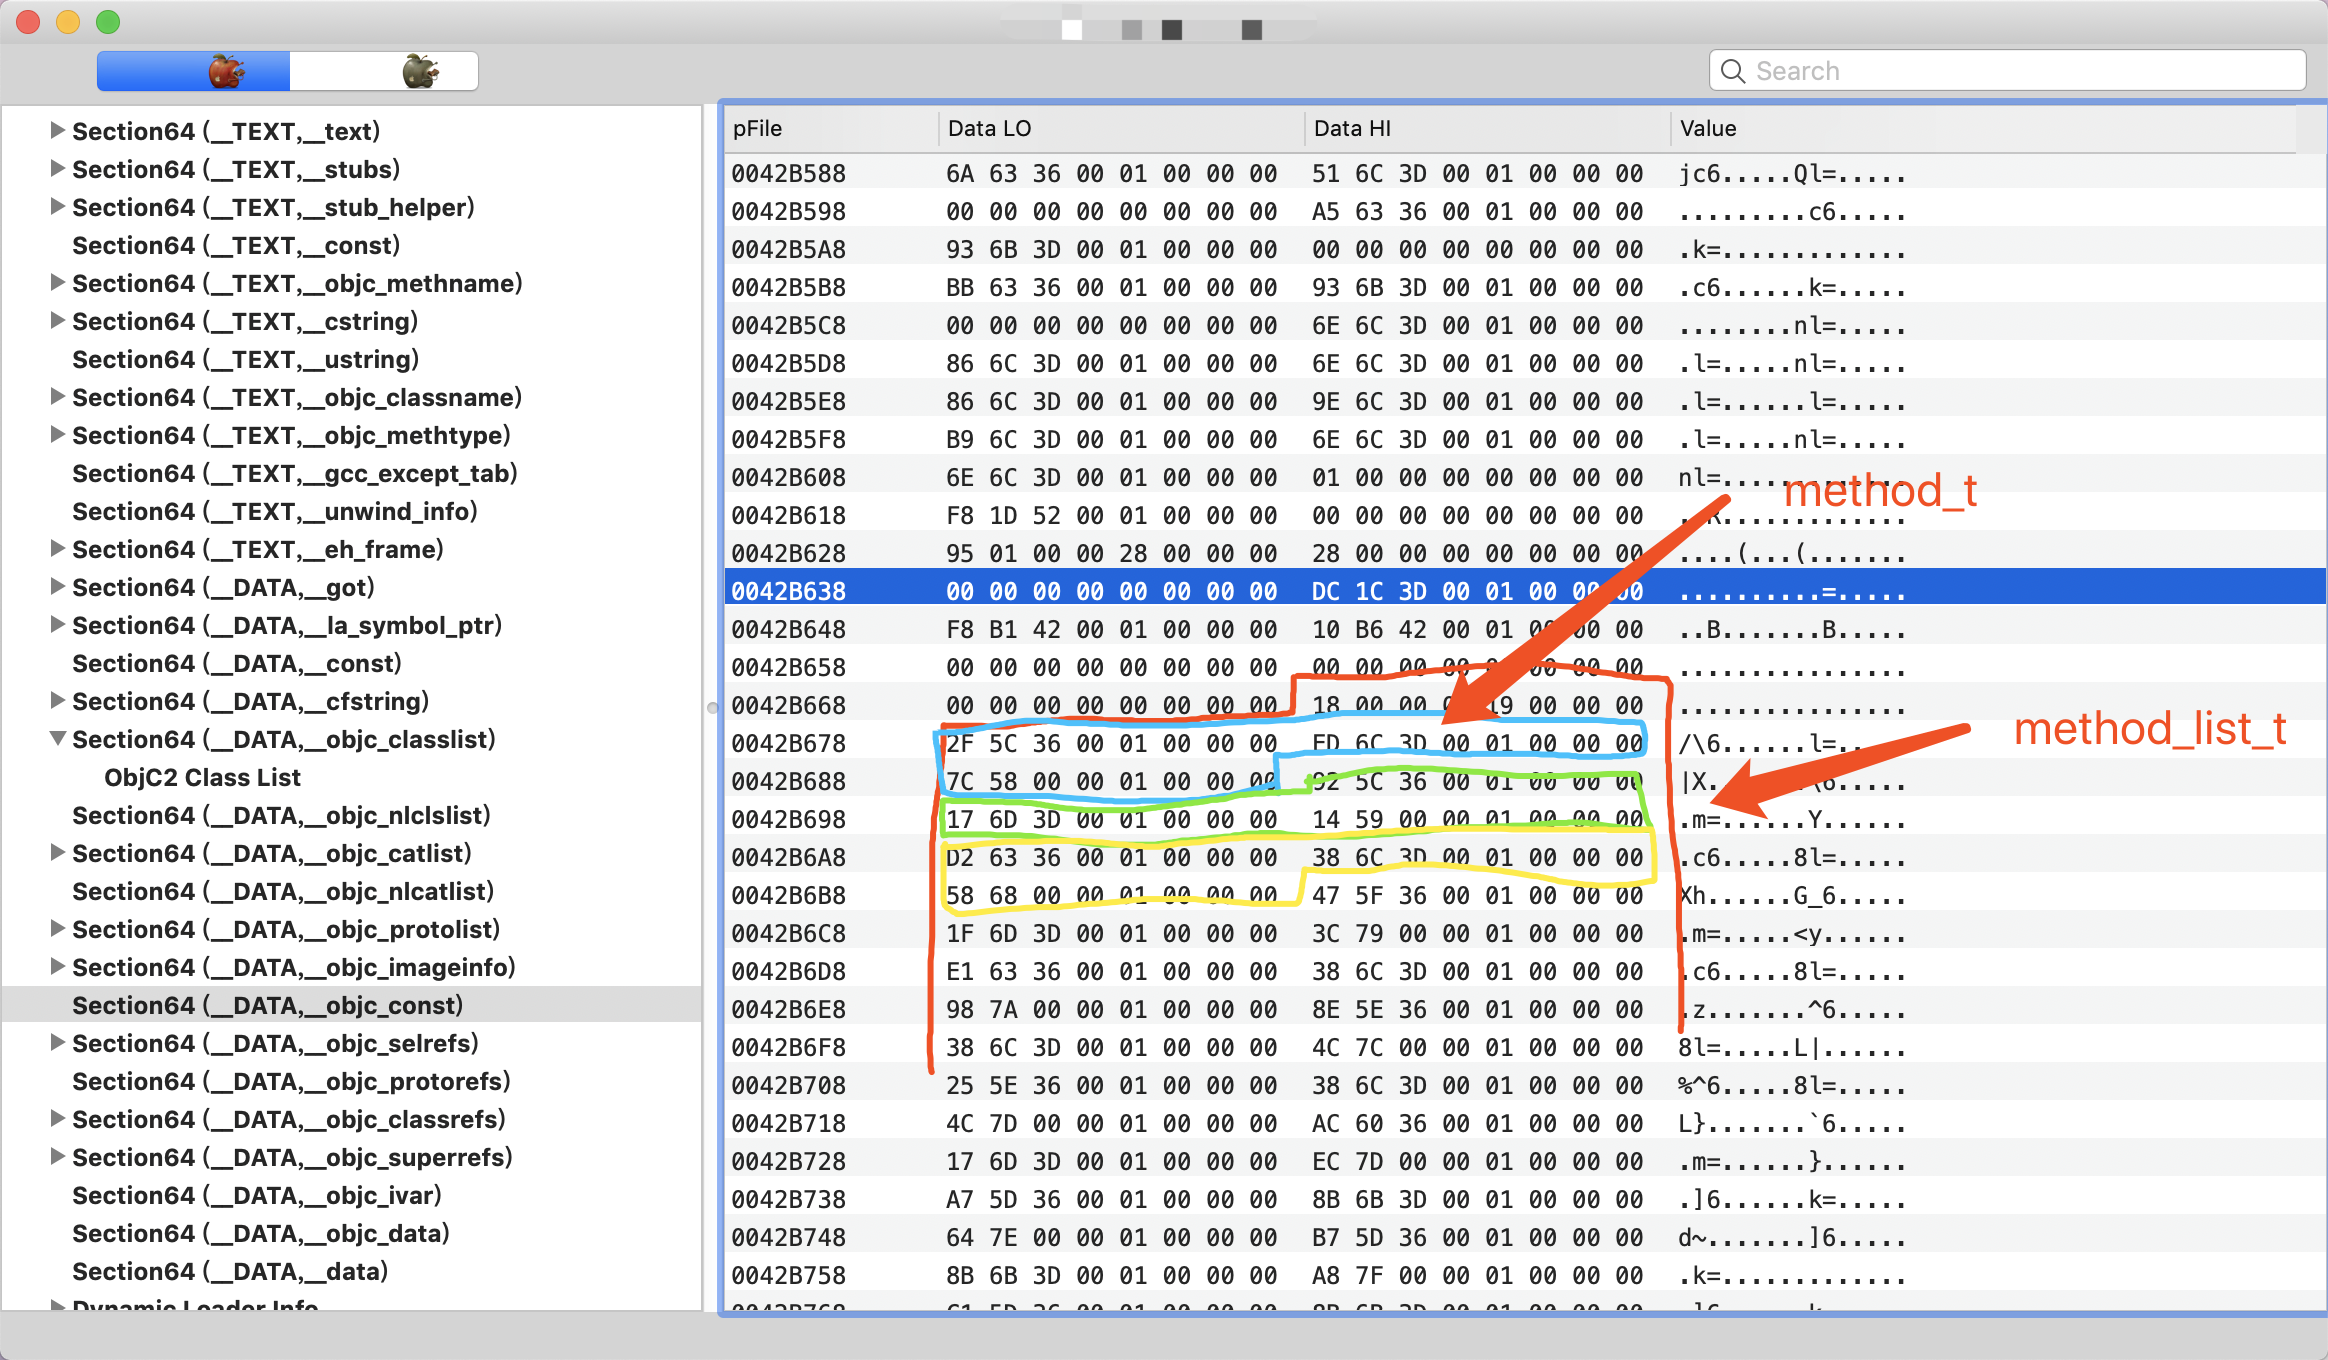 Search
Section64 (__TEXT,__text)
Section64 (__TEXT,__stubs)
Section64 (__TEXT,__stub_helper)
Section64 (__TEXT,__const)
Section64 (__TEXT,__objc_methname)
Section64 (__TEXT,__cstring)
Section64 (__TEXT,__ustring)
Section64 (__TEXT,__objc_classname)
Section64 (__TEXT,__objc_methtype)
Section64 (__TEXT,__gcc_except_tab)
Section64 (__TEXT,__unwind_info)
Section64 (__TEXT,__eh_frame)
Section64 (__DATA,__got)
Section64 (__DATA,__la_symbol_ptr)
Section64 (__DATA,__const)
Section64 (__DATA,__cfstring)
Section64 (__DATA,__objc_classlist)
ObjC2 Class List
Section64 (__DATA,__objc_nlclslist)
Section64 (__DATA,__objc_catlist)
Section64 (__DATA,__objc_nlcatlist)
Section64 (__DATA,__objc_protolist)
Section64 (__DATA,__objc_imageinfo)
Section64 (__DATA,__objc_const)
Section64 (__DATA,__objc_selrefs)
Section64 (__DATA,__objc_protorefs)
Section64 (__DATA,__objc_classrefs)
Section64 (__DATA,__objc_superrefs)
Section64 (__DATA,__objc_ivar)
Section64 (__DATA,__objc_data)
Section64 (__DATA,__data)
Dynamic Loader Info
pFile Data LO Data HI Value
0042B588 6A 63 36 00 01 00 00 00 51 6C 3D 00 01 00 00 00 jc6.....Ql=.....
0042B598 00 00 00 00 00 00 00 00 A5 63 36 00 01 00 00 00 .........c6.....
0042B5A8 93 6B 3D 00 01 00 00 00 00 00 00 00 00 00 00 00 .k=.............
0042B5B8 BB 63 36 00 01 00 00 00 93 6B 3D 00 01 00 00 00 .c6......k=.....
0042B5C8 00 00 00 00 00 00 00 00 6E 6C 3D 00 01 00 00 00 ........nl=.....
0042B5D8 86 6C 3D 00 01 00 00 00 6E 6C 3D 00 01 00 00 00 .l=.....nl=.....
0042B5E8 86 6C 3D 00 01 00 00 00 9E 6C 3D 00 01 00 00 00 .l=......l=.....
0042B5F8 B9 6C 3D 00 01 00 00 00 6E 6C 3D 00 01 00 00 00 .l=.....nl=.....
0042B608 6E 6C 3D 00 01 00 00 00 01 00 00 00 00 00 00 00 nl=.............
method_t
0042B618 F8 1D 52 00 01 00 00 00 00 00 00 00 00 00 00 00 ..R.............
0042B628 95 01 00 00 28 00 00 00 28 00 00 00 00 00 00 00 ....(...(.......
0042B638 00 00 00 00 00 00 00 00 DC 1C 3D 00 01 00 00 00 ..........=.....
0042B648 F8 B1 42 00 01 00 00 00 10 B6 42 00 01 00 00 00 ..B.......B.....
0042B658 00 00 00 00 00 00 00 00 00 00 00 00 00 00 00 00 ................
0042B668 00 00 00 00 00 00 00 00 18 00 00 00 19 00 00 00 ................
0042B678 2F 5C 36 00 01 00 00 00 FD 6C 3D 00 01 00 00 00 /\6......l=.....
method_list_t
0042B688 7C 58 00 00 01 00 00 00 92 5C 36 00 01 00 00 00 |X.......\6.....
0042B698 17 6D 3D 00 01 00 00 00 14 59 00 00 01 00 00 00 .m=......Y......
0042B6A8 D2 63 36 00 01 00 00 00 38 6C 3D 00 01 00 00 00 .c6.....8l=.....
0042B6B8 58 68 00 00 01 00 00 00 47 5F 36 00 01 00 00 00 Xh......G_6.....
0042B6C8 1F 6D 3D 00 01 00 00 00 3C 79 00 00 01 00 00 00 .m=.....<y......
0042B6D8 E1 63 36 00 01 00 00 00 38 6C 3D 00 01 00 00 00 .c6.....8l=.....
0042B6E8 98 7A 00 00 01 00 00 00 8E 5E 36 00 01 00 00 00 .z.......^6.....
0042B6F8 38 6C 3D 00 01 00 00 00 4C 7C 00 00 01 00 00 00 8l=.....L|......
0042B708 25 5E 36 00 01 00 00 00 38 6C 3D 00 01 00 00 00 %^6.....8l=.....
0042B718 4C 7D 00 00 01 00 00 00 AC 60 36 00 01 00 00 00 L}.......`6.....
0042B728 17 6D 3D 00 01 00 00 00 EC 7D 00 00 01 00 00 00 .m=......}......
0042B738 A7 5D 36 00 01 00 00 00 8B 6B 3D 00 01 00 00 00 .]6......k=.....
0042B748 64 7E 00 00 01 00 00 00 B7 5D 36 00 01 00 00 00 d~.......]6.....
0042B758 8B 6B 3D 00 01 00 00 00 A8 7F 00 00 01 00 00 00 .k=.............